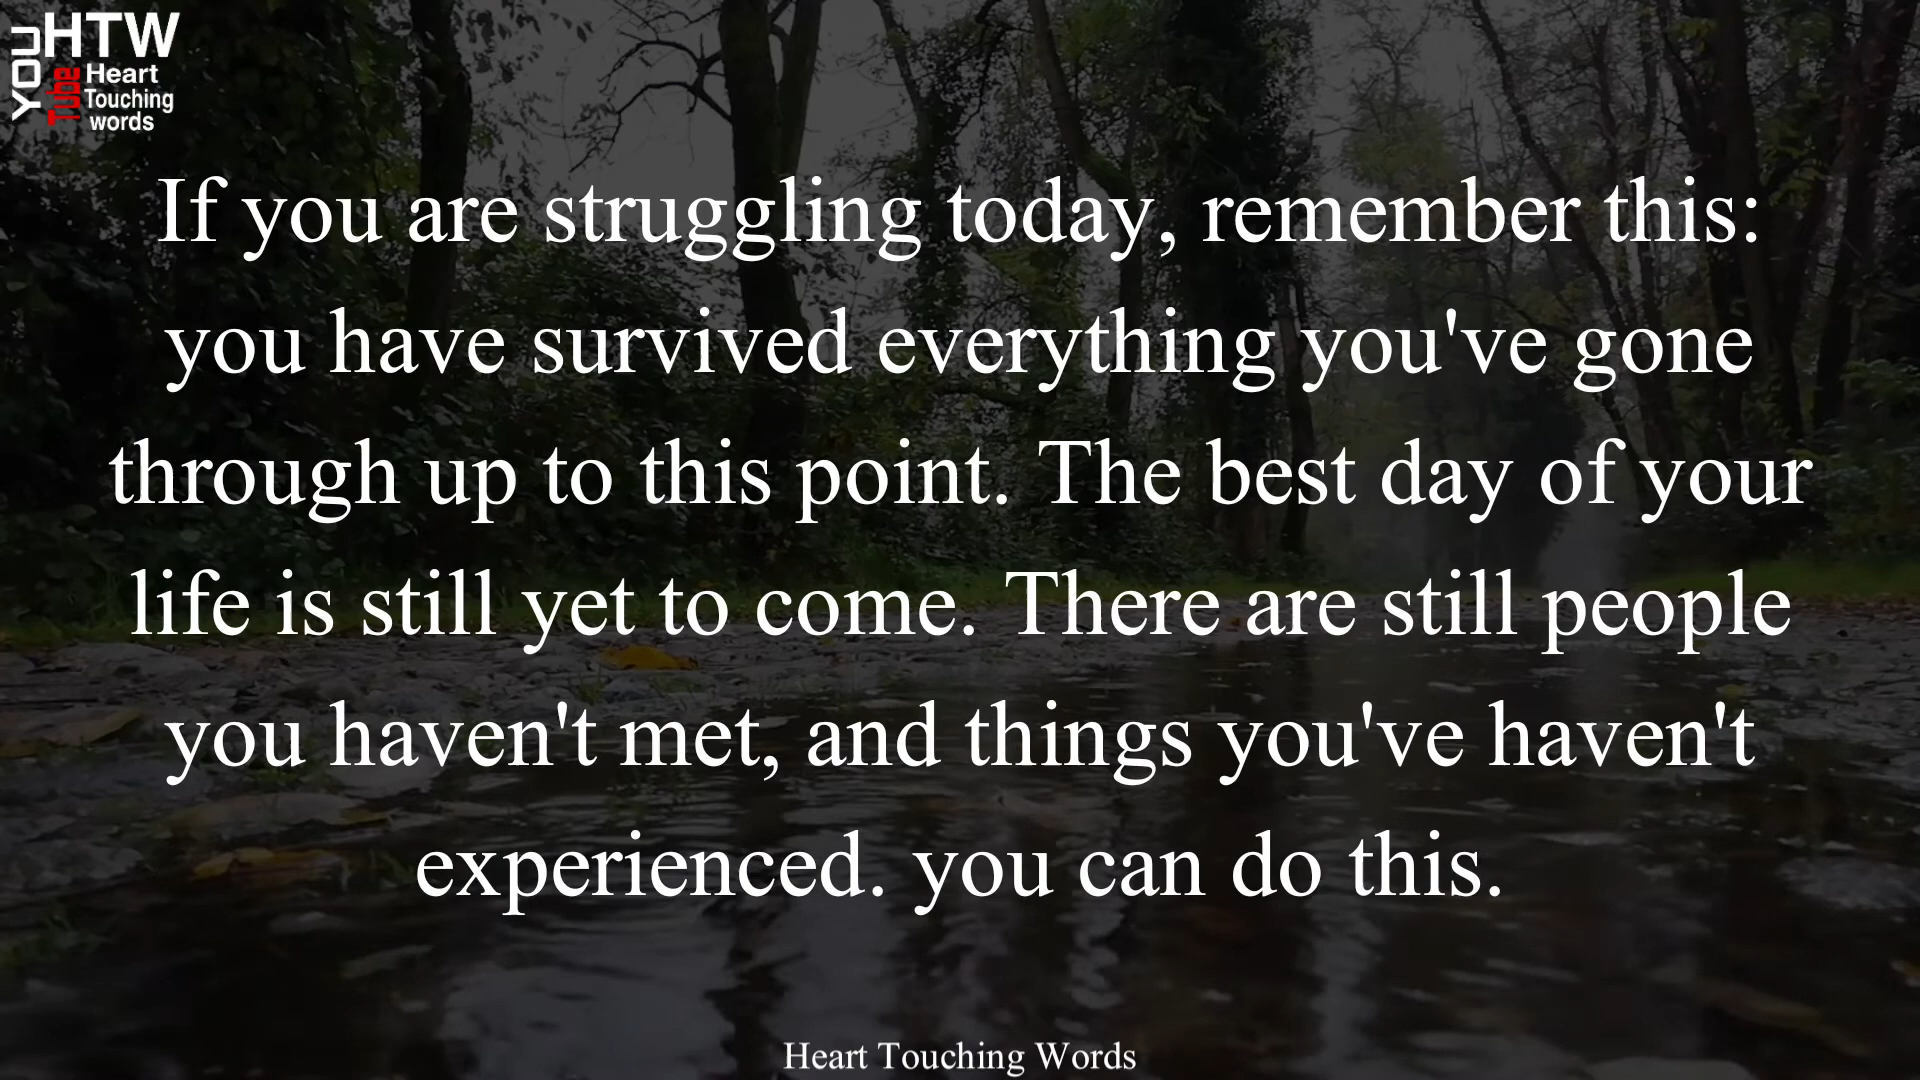 YOU
Tube
HTW
Heart
Touching
words
If you are struggling today, remember this:
you have survived everything you've gone
through up to this point. The best day of your
life is still yet to come. There are still people
you haven't met, and things you've haven't
experienced. you can do this.
Heart Touching Words